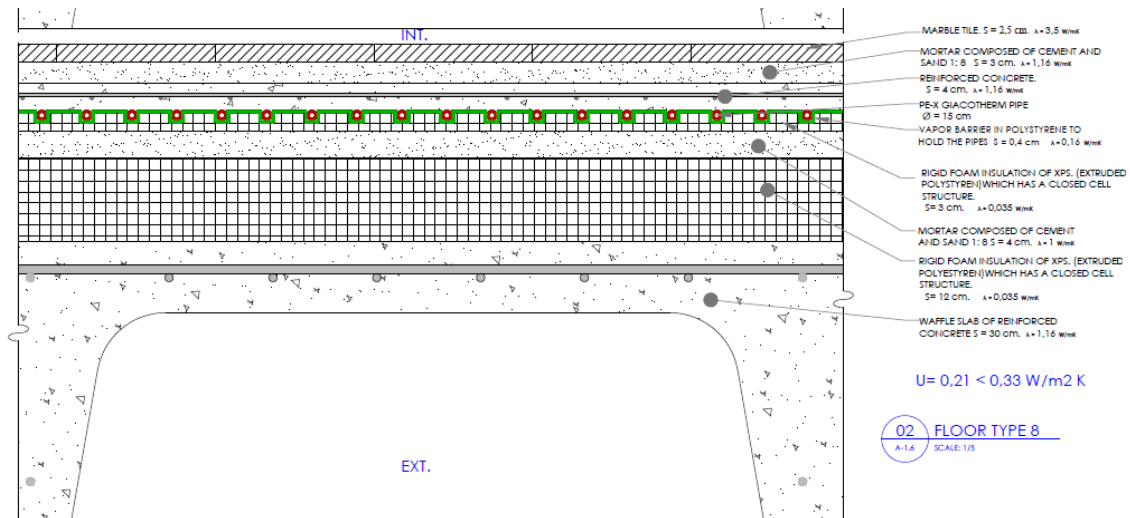 INT.
MARBLE TILE. S = 2,5 cm. λ= 3,5 W/mK
MORTAR COMPOSED OF CEMENT AND
SAND 1: 8 S = 3 cm. λ= 1,16 W/mK
REINFORCED CONCRETE.
S = 4 cm. λ= 1,16 W/mK
PE-X GIACOTHERM PIPE
Ø = 15 cm
VAPOR BARRIER IN POLYSTYRENE TO
HOLD THE PIPES S = 0,4 cm λ= 0,16 W/mK
RIGID FOAM INSULATION OF XPS. (EXTRUDED
POLYSTYREN)WHICH HAS A CLOSED CELL
STRUCTURE.
S= 3 cm. λ= 0,035 W/mK
MORTAR COMPOSED OF CEMENT
AND SAND 1: 8 S = 4 cm. λ= 1 W/mK
RIGID FOAM INSULATION OF XPS. (EXTRUDED
POLYESTYREN)WHICH HAS A CLOSED CELL
STRUCTURE.
S= 12 cm. λ= 0,035 W/mK
WAFFLE SLAB OF REINFORCED
CONCRETE S = 30 cm. λ= 1,16 W/mK
U= 0,21 < 0,33 W/m2 K
02 FLOOR TYPE 8
A-1.6 SCALE: 1/5
EXT.